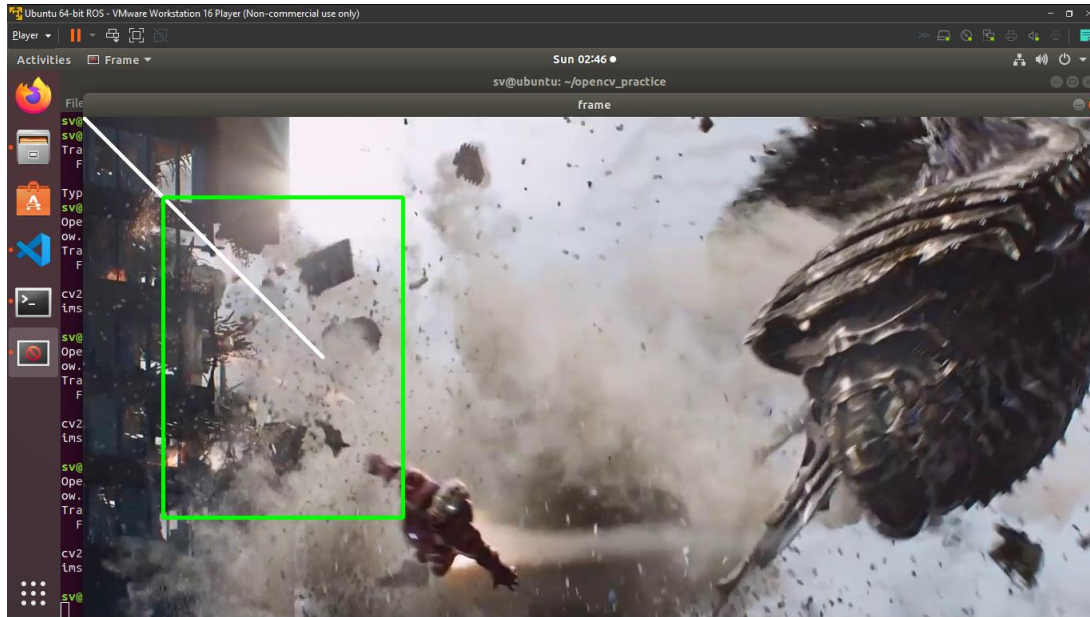 Ubuntu 64-bit ROS - VMware Workstation 16 Player (Non-commercial use only)
Player
Activities
Frame
Sun 02:46
sv@ubuntu: ~/opencv_practice
File
frame
sv@
sv@
Tra
F
Typ
sv@
Ope
ow.
Tra
F
cv2
ims
sv@
Ope
ow.
Tra
F
cv2
ims
sv@
Ope
ow.
Tra
F
cv2
ims
sv@